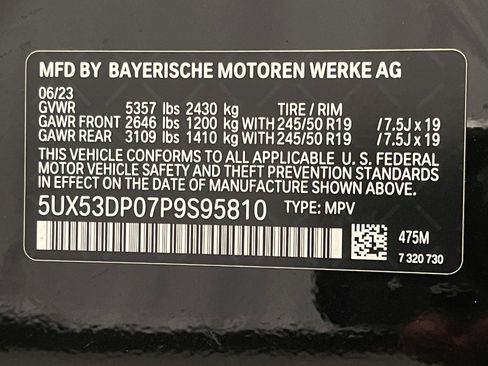 MFD BY BAYERISCHE MOTOREN WERKE AG
06/23
GVWR 5357 lbs 2430 kg TIRE / RIM
GAWR FRONT 2646 lbs 1200 kg WITH 245/50 R19 /7.5J x 19
GAWR REAR 3109 lbs 1410 kg WITH 245/50 R19 /7.5J x 19
THIS VEHICLE CONFORMS TO ALL APPLICABLE U. S. FEDERAL
MOTOR VEHICLE SAFETY AND THEFT PREVENTION STANDARDS
IN EFFECT ON THE DATE OF MANUFACTURE SHOWN ABOVE.
5UX53DP07P9S95810 TYPE: MPV
475M
7 320 730